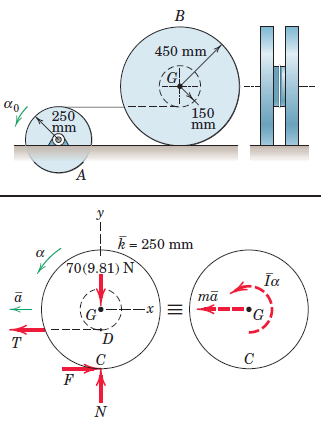 B
450 mm
G
α₀
250
mm
150
mm
A
y
k̄ = 250 mm
α
70(9.81) N
ā
G
x
≡
mā
Īα
G
T
D
C
F
C
N